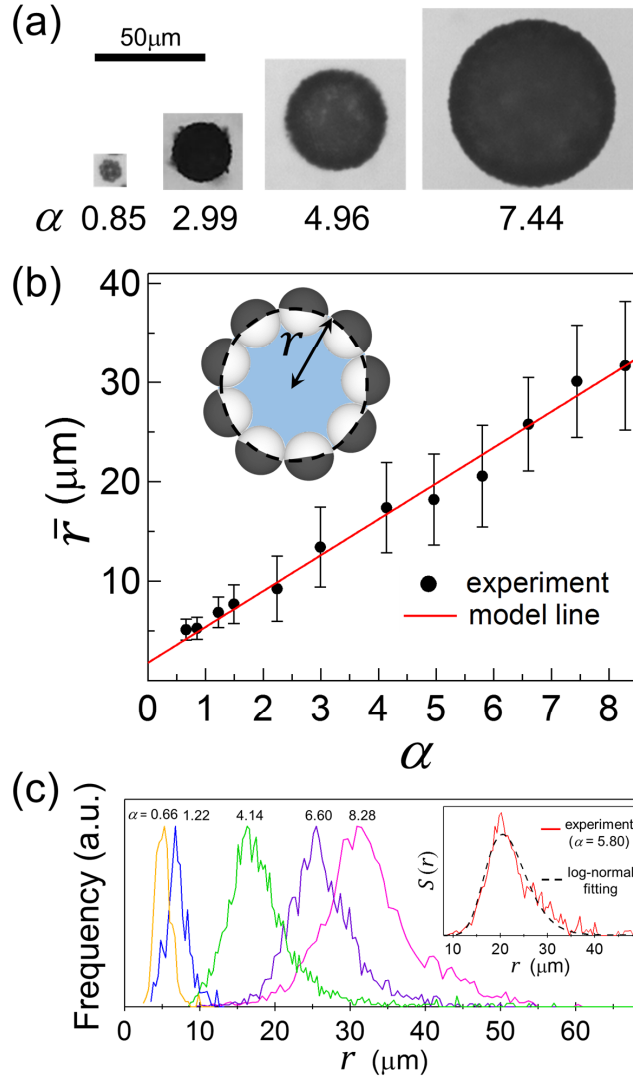 (a)
50μm
α 0.85 2.99 4.96 7.44
(b)
40
30
20
10
r̄ (μm)
r
experiment
model line
0 1 2 3 4 5 6 7 8
α
(c)
Frequency (a.u.)
α = 0.66 1.22 4.14 6.60 8.28
S(r)
experiment
(α = 5.80)
log-normal
fitting
10 20 30 40
r (μm)
0 10 20 30 40 50 60
r (μm)